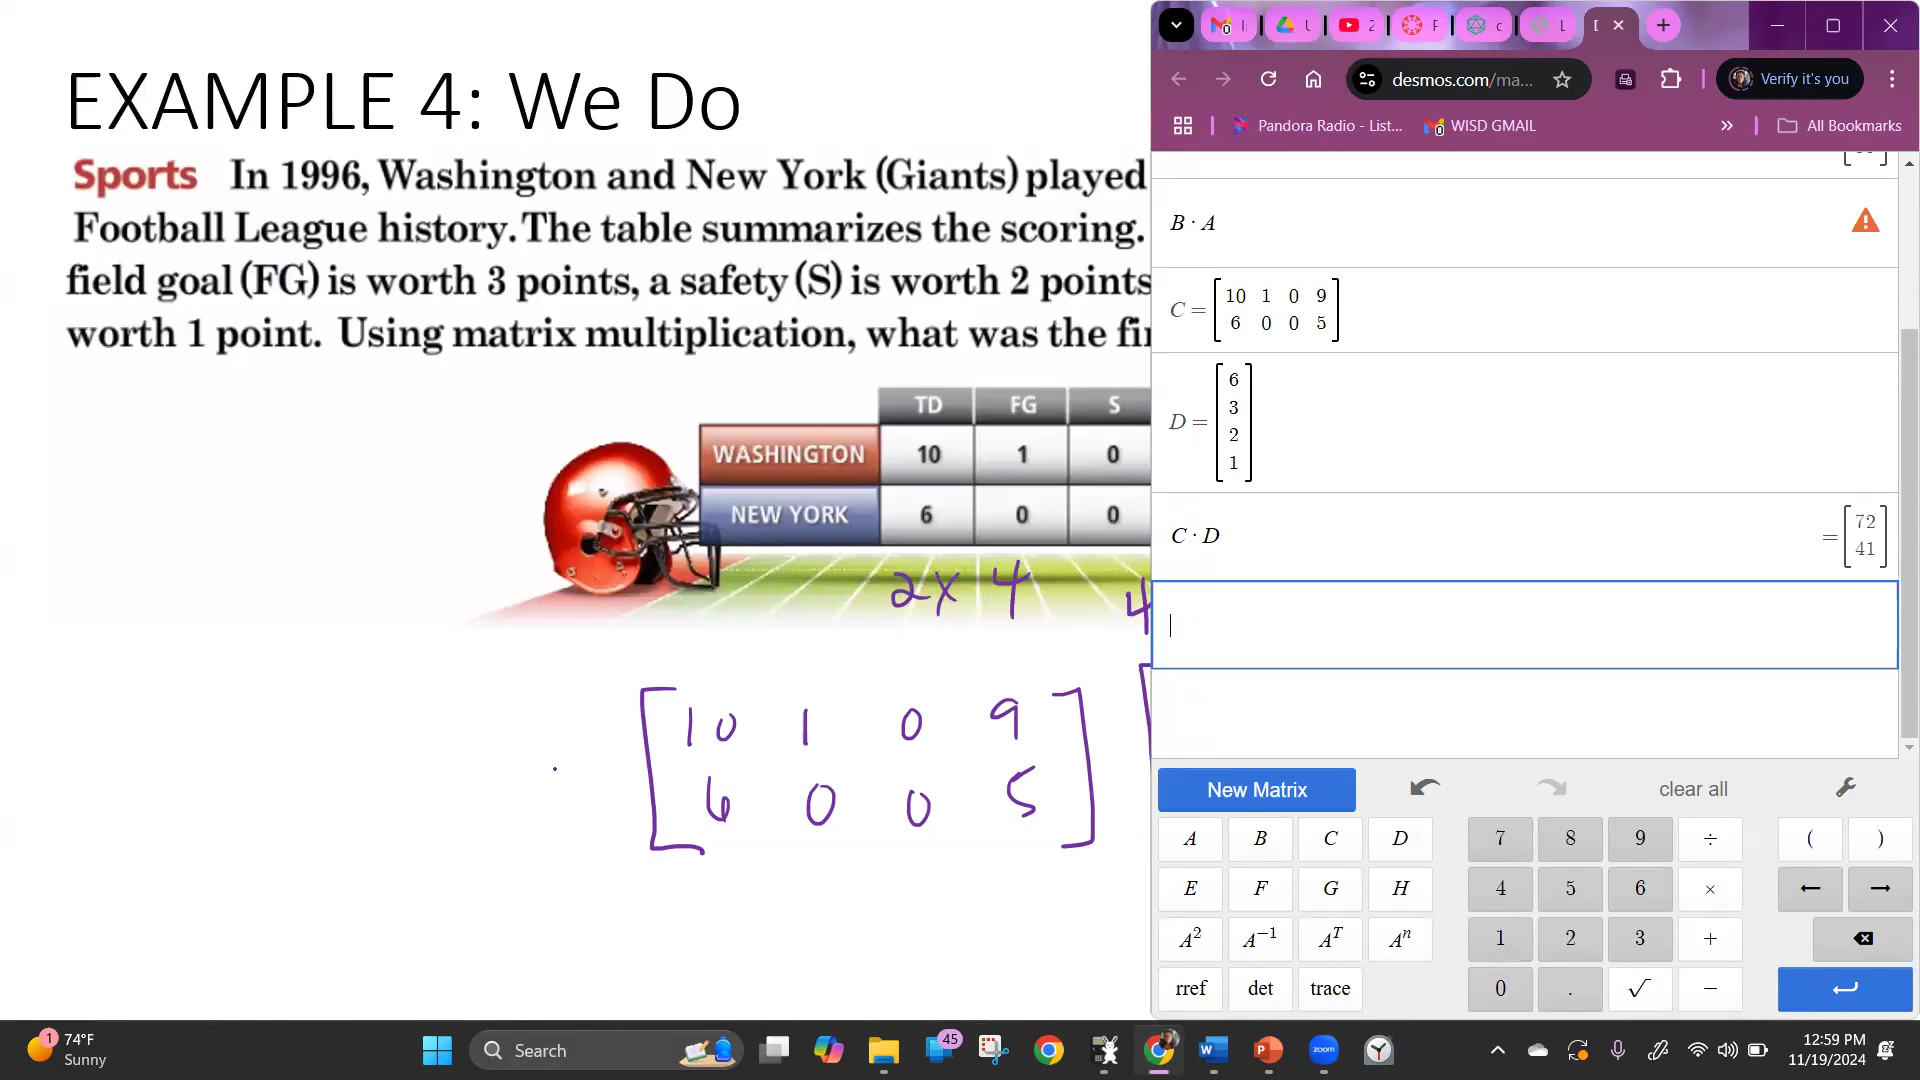 EXAMPLE 4: We Do
Sports In 1996, Washington and New York (Giants) played
Football League history. The table summarizes the scoring.
field goal (FG) is worth 3 points, a safety (S) is worth 2 points
worth 1 point. Using matrix multiplication, what was the fi
TD FG S
WASHINGTON 10 1 0
NEW YORK 6 0 0
2 x 4 4
10 1 0 9
6 0 0 5
desmos.com/ma...
Verify it's you
Pandora Radio - List...
WISD GMAIL
»
All Bookmarks
B · A
C = [10 1 0 9
6 0 0 5]
D = [6
3
2
1]
C · D = [72
41]
New Matrix
clear all
A B C D 7 8 9 ÷ ( )
E F G H 4 5 6 × ← →
A² A⁻¹ Aᵀ Aⁿ 1 2 3 +
rref det trace 0 . √ −
1
74°F
Sunny
Search
45
zoom
12:59 PM
11/19/2024